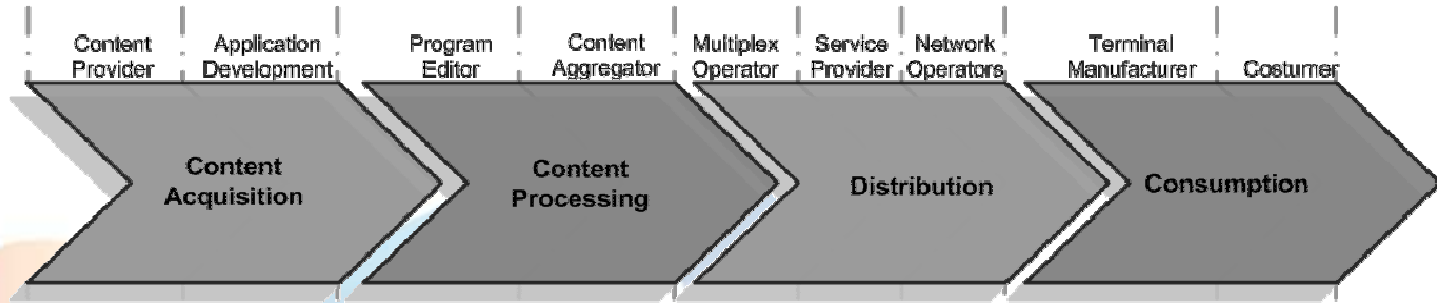 Content
Provider
Application
Development
Program
Editor
Content
Aggregator
Multiplex
Operator
Service
Provider
Network
Operators
Terminal
Manufacturer
Costumer
Content
Acquisition
Content
Processing
Distribution
Consumption